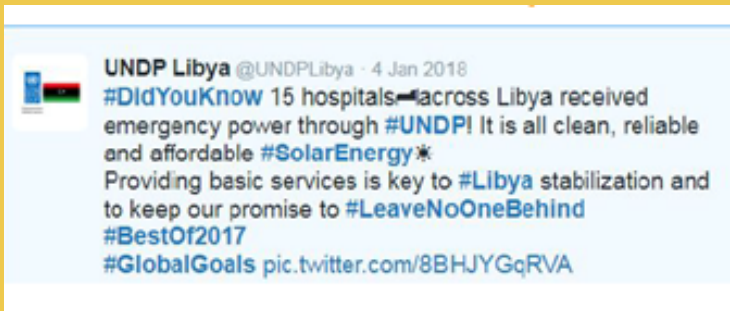 UNDP Libya @UNDPLibya · 4 Jan 2018
#DidYouKnow 15 hospitals across Libya received
emergency power through #UNDP! It is all clean, reliable
and affordable #SolarEnergy☀
Providing basic services is key to #Libya stabilization and
to keep our promise to #LeaveNoOneBehind
#BestOf2017
#GlobalGoals pic.twitter.com/8BHJYGqRVA